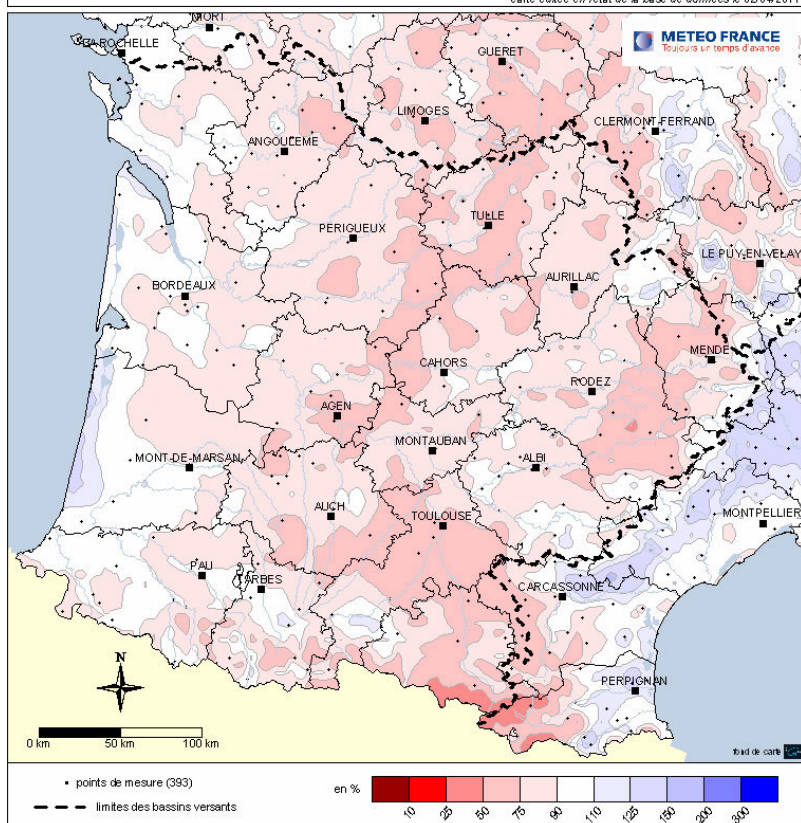 METEO FRANCE
Toujours un temps d'avance
NIORT
LA ROCHELLE
GUERET
LIMOGES
CLERMONT-FERRAND
ANGOULEME
TULLE
PERIGUEUX
LE PUY-EN-VELAY
BORDEAUX
AURILLAC
MENDE
CAHORS
RODEZ
AGEN
MONTAUBAN
MONT-DE-MARSAN
ALBI
AUCH
TOULOUSE
MONTPELLIER
PAU
TARBES
CARCASSONNE
N
PERPIGNAN
0 km 50 km 100 km
fond de carte
points de mesure (393)
en %
limites des bassins versants
10 25 50 75 90 110 125 150 200 300